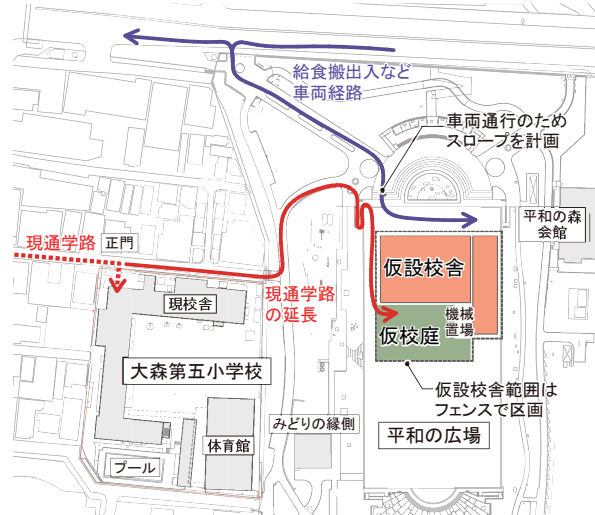 給食搬出入など
車両経路
車両通行のため
スロープを計画
平和の森
会館
現通学路
正門
仮設校舎
現通学路
の延長
現校舎
機械
置場
仮校庭
大森第五小学校
仮設校舎範囲は
フェンスで区画
みどりの縁側
平和の広場
体育館
プール